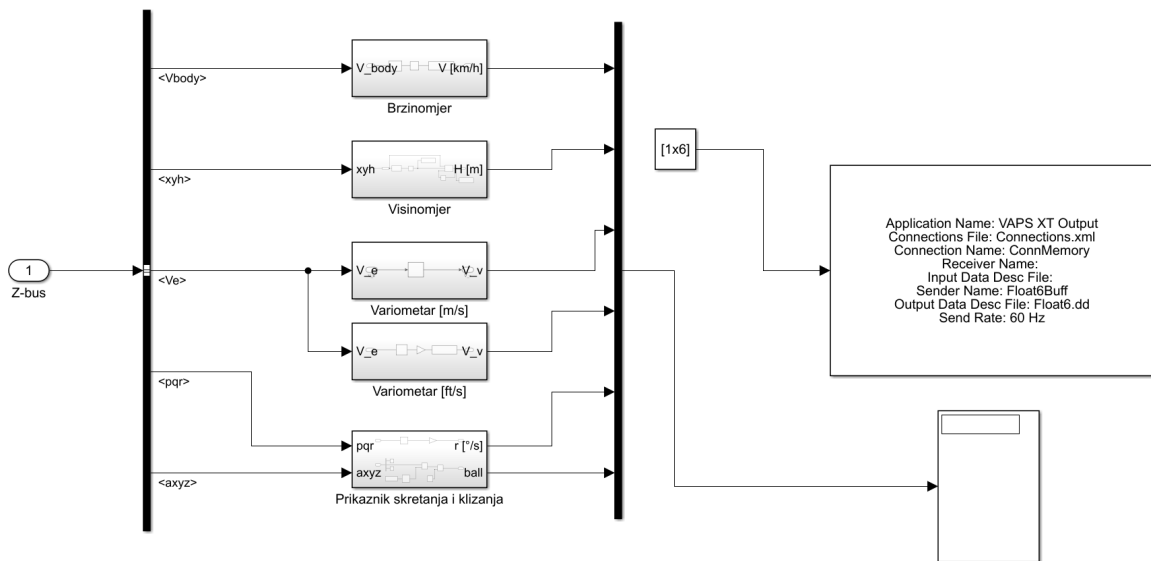 V_body
V [km/h]
<Vbody>
Brzinomjer
[1x6]
xyh
H [m]
<xyh>
Visinomjer
Application Name: VAPS XT Output
Connections File: Connections.xml
Connection Name: ConnMemory
Receiver Name:
Input Data Desc File:
Sender Name: Float6Buff
Output Data Desc File: Float6.dd
Send Rate: 60 Hz
1
Z-bus
<Ve>
V_e
V_v
Variometar [m/s]
V_e
V_v
Variometar [ft/s]
<pqr>
pqr
r [°/s]
axyz
ball
<axyz>
Prikaznik skretanja i klizanja